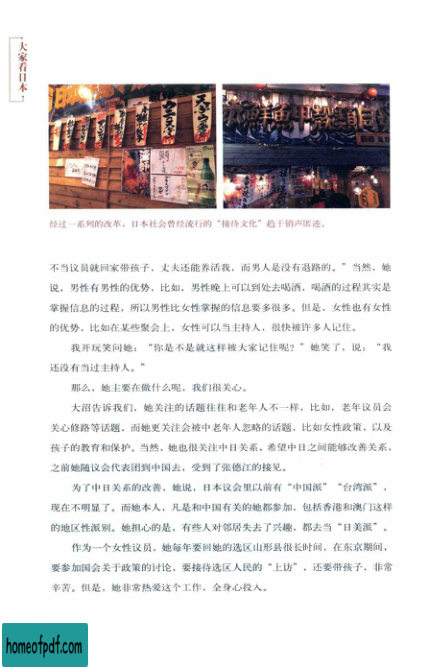 大家看日本
经过一系列的改革，日本社会曾经流行的“接待文化”趋于销声匿迹。
不当议员就回家带孩子，丈夫还能养活我，而男人是没有退路的。”当然，她
说，男性有男性的优势，比如，男性晚上可以到处去喝酒，喝酒的过程其实是
掌握信息的过程，所以男性比女性掌握的信息要多很多。但是，女性也有女性
的优势，比如在某些聚会上，女性可以当主持人，很快被许多人记住。
我开玩笑问她：“你是不是就这样被大家记住呢？”她笑了，说：“我
还没有当过主持人。”
那么，她主要在做什么呢，我们很关心。
大沼告诉我们，她关注的话题往往和老年人不一样，比如，老年议员会
关心修路等话题，而她更关注会被中老年人忽略的话题，比如女性政策，以及
孩子的教育和保护。当然，她也很关注中日关系，希望中日之间能够改善关系，
之前她随议会代表团到中国去，受到了张德江的接见。
为了中日关系的改善，她说，日本议会里以前有“中国派”“台湾派”，
现在不明显了。而她本人，凡是和中国有关的她都参加，包括香港和澳门这样
的地区性派别。她担心的是，有些人对邻居失去了兴趣，都去当“日美派”。
作为一个女性议员，她每年要回她的选区山形县很长时间，在东京期间，
要参加国会关于政策的讨论，要接待选区人民的“上访”，还要带孩子，非常
辛苦。但是，她非常热爱这个工作，全身心投入。
homeofpdf.com